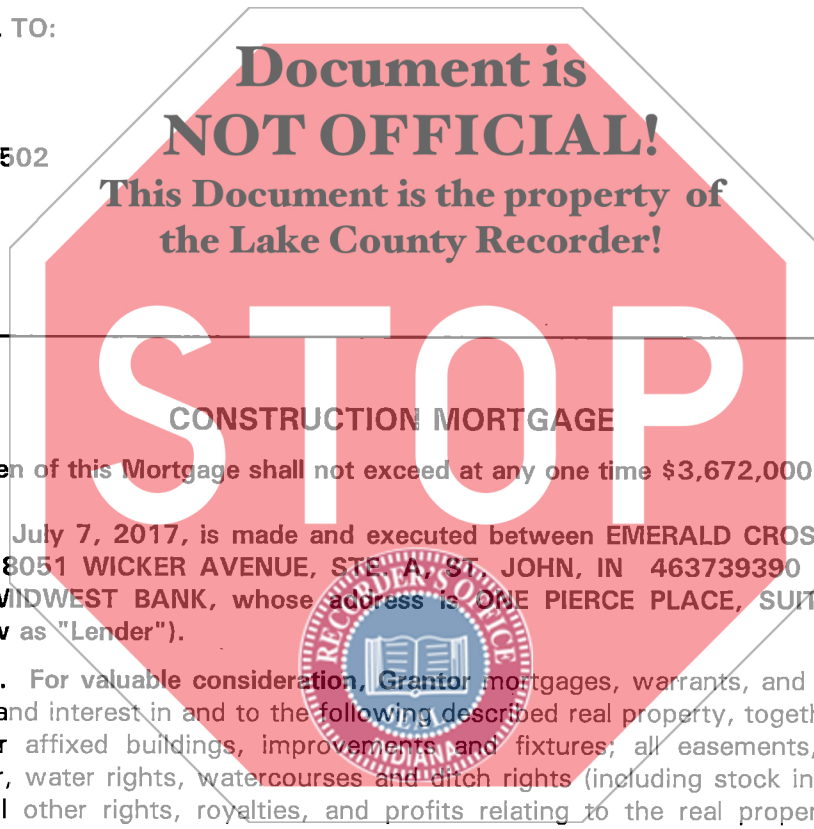 . TO:
Document is
NOT OFFICIAL!
502
This Document is the property of
the Lake County Recorder!
STOP
CONSTRUCTION MORTGAGE
en of this Mortgage shall not exceed at any one time $3,672,000
July 7, 2017, is made and executed between EMERALD CROS
8051 WICKER AVENUE, STE. A, ST. JOHN, IN 463739390
MIDWEST BANK, whose address is ONE PIERCE PLACE, SUIT
w as "Lender").
. For valuable consideration, Grantor mortgages, warrants, and
and interest in and to the following described real property, togeth
r affixed buildings, improvements and fixtures; all easements,
r, water rights, watercourses and ditch rights (including stock in
l other rights, royalties, and profits relating to the real proper
RECORDER'S OFFICE
INDIANA